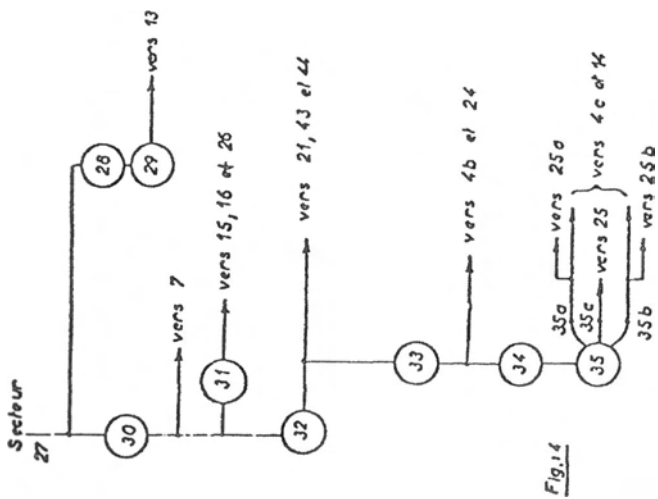 Secteur
27
28
29
vers 13
30
vers 7
31
vers 15, 16 et 26
32
vers 21, 43 et 44
33
vers 4b et 24
34
35
35a
35c
35b
vers 25a
vers 25
vers 4c et 14
vers 25b
Fig.14